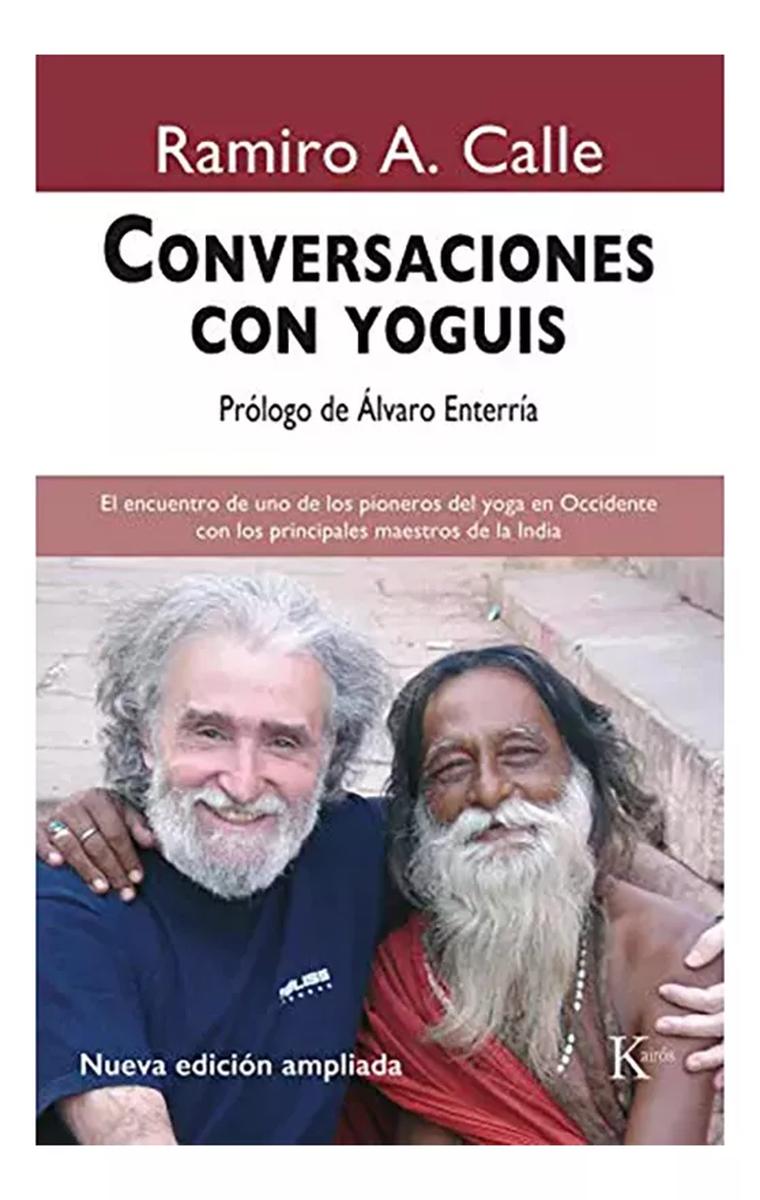 Ramiro A. Calle
CONVERSACIONES
CON YOGUIS
Prólogo de Álvaro Enterría
El encuentro de uno de los pioneros del yoga en Occidente
con los principales maestros de la India
Nueva edición ampliada
Kairós